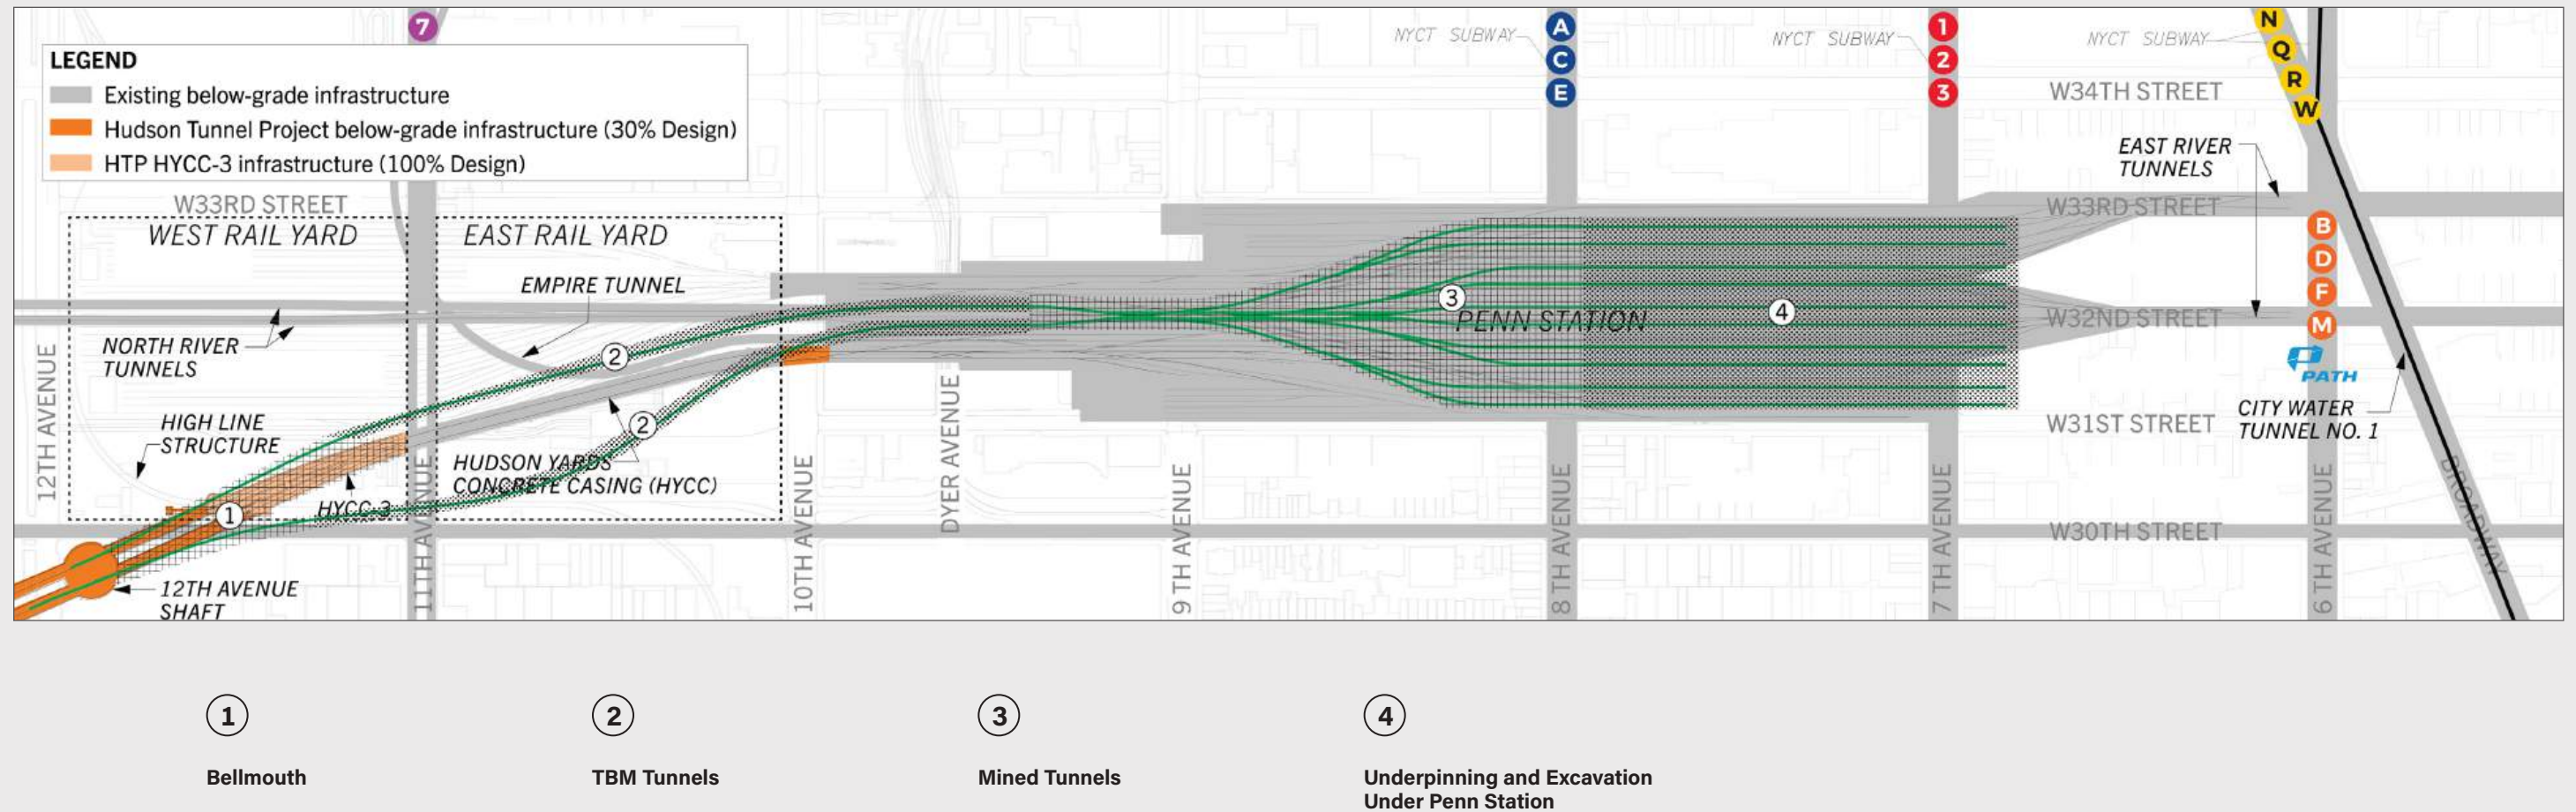 7
NYCT SUBWAY
A
C
E
NYCT SUBWAY
1
2
3
NYCT SUBWAY
N
Q
R
W
LEGEND
Existing below-grade infrastructure
Hudson Tunnel Project below-grade infrastructure (30% Design)
HTP HYCC-3 infrastructure (100% Design)
W34TH STREET
EAST RIVER
TUNNELS
W33RD STREET
W33RD STREET
WEST RAIL YARD
EAST RAIL YARD
B
D
F
M
PATH
EMPIRE TUNNEL
NORTH RIVER
TUNNELS
2
3
PENN STATION
4
W32ND STREET
12TH AVENUE
HIGH LINE
STRUCTURE
2
HUDSON YARDS
CONCRETE CASING (HYCC)
HYCC-3
1
11TH AVENUE
10TH AVENUE
DYER AVENUE
9TH AVENUE
8TH AVENUE
7TH AVENUE
6TH AVENUE
BROADWAY
W31ST STREET
CITY WATER
TUNNEL NO. 1
W30TH STREET
12TH AVENUE
SHAFT
1
Bellmouth
2
TBM Tunnels
3
Mined Tunnels
4
Underpinning and Excavation
Under Penn Station